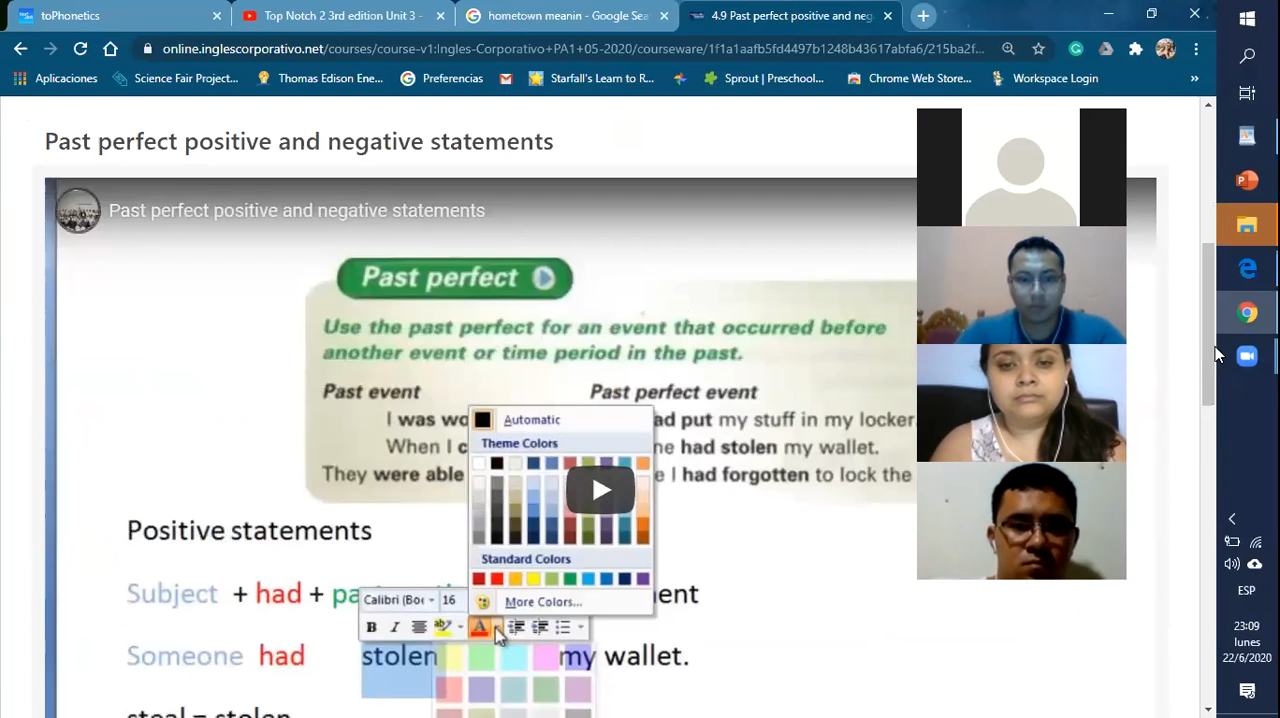 toPhonetics
Top Notch 2 3rd edition Unit 3 -
hometown meanin - Google Sea
4.9 Past perfect positive and neg
online.inglescorporativo.net/courses/course-v1:Ingles-Corporativo+PA1+05-2020/courseware/1f1a1aafb5fd4497b1248b43617abfa6/215ba2f...
Aplicaciones
Science Fair Project...
Thomas Edison Ene...
Preferencias
Starfall's Learn to R...
Sprout | Preschool...
Chrome Web Store...
Workspace Login
»
Past perfect positive and negative statements
Past perfect positive and negative statements
Past perfect
Use the past perfect for an event that occurred before
another event or time period in the past.
Past event Past perfect event
I was wo ad put my stuff in my locker.
When I c ne had stolen my wallet.
They were able e I had forgotten to lock the
Automatic
Theme Colors
Standard Colors
More Colors...
Positive statements
Subject + had + pa ent
Calibri (Boc 16
B I A
Someone had stolen my wallet.
steal = stolen
ESP
23:09
lunes
22/6/2020